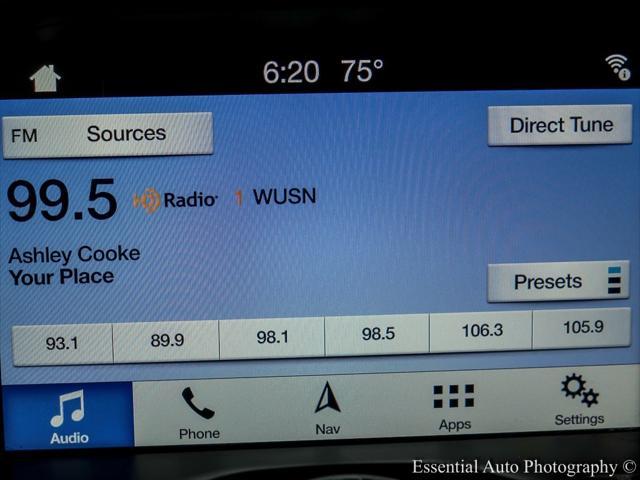 6:20 75°
FM Sources
Direct Tune
99.5 HD Radio 1 WUSN
Ashley Cooke
Your Place
Presets
93.1 89.9 98.1 98.5 106.3 105.9
Audio Phone Nav Apps Settings
Essential Auto Photography ©